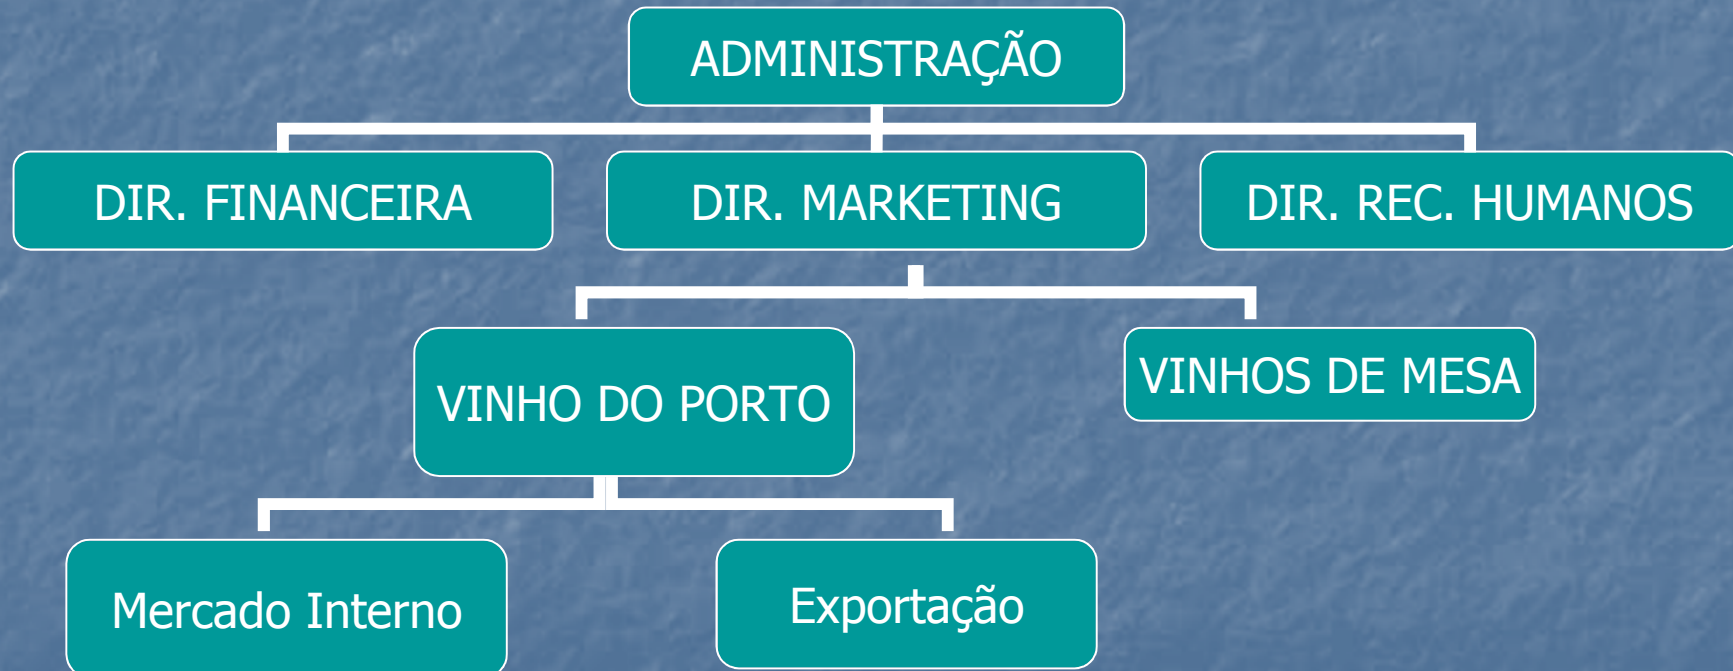 ADMINISTRAÇÃO
DIR. FINANCEIRA
DIR. MARKETING
DIR. REC. HUMANOS
VINHO DO PORTO
VINHOS DE MESA
Mercado Interno
Exportação